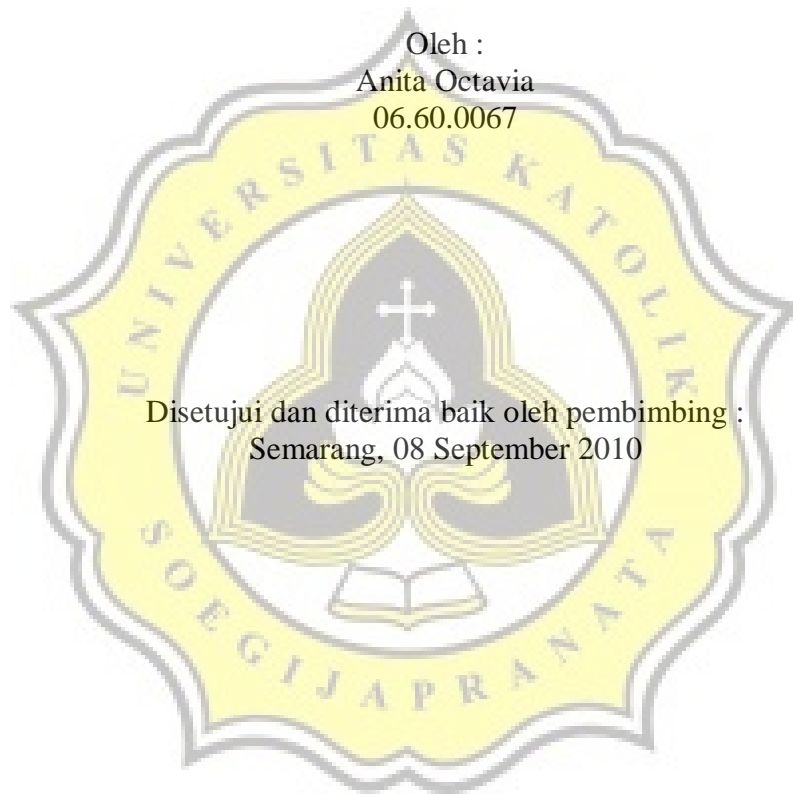 Oleh :
Anita Octavia
06.60.0067
UNIVERSITAS KATOLIK
Disetujui dan diterima baik oleh pembimbing :
Semarang, 08 September 2010
SOEGIJAPRANATA